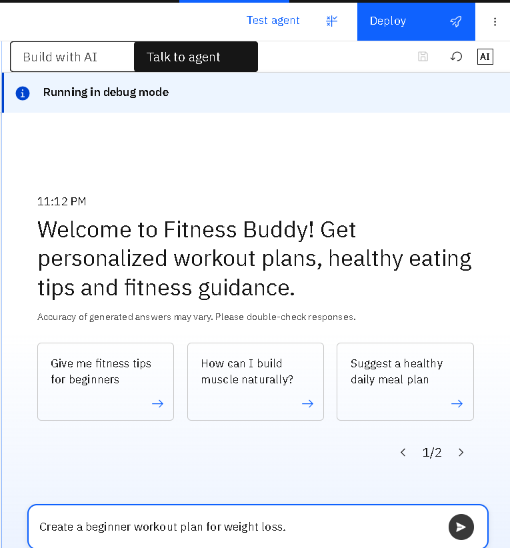 Test agent
Deploy
Build with AI
Talk to agent
AI
Running in debug mode
11:12 PM
Welcome to Fitness Buddy! Get
personalized workout plans, healthy eating
tips and fitness guidance.
Accuracy of generated answers may vary. Please double-check responses.
Give me fitness tips
for beginners
How can I build
muscle naturally?
Suggest a healthy
daily meal plan
1/2
Create a beginner workout plan for weight loss.